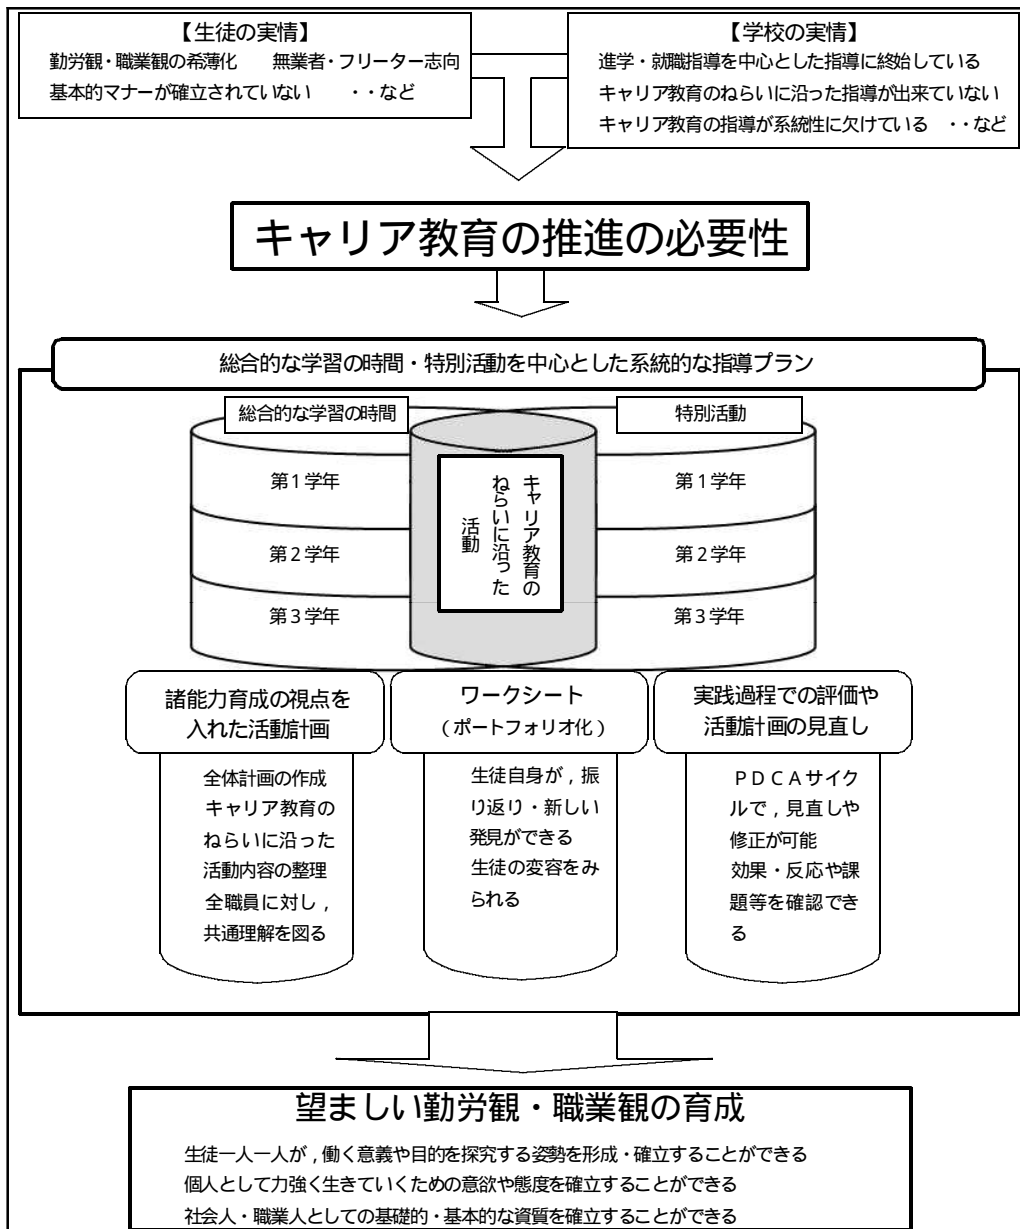 【生徒の実情】
勤労観・職業観の希薄化　　無業者・フリーター志向
基本的マナーが確立されていない　　・・など
【学校の実情】
進学・就職指導を中心とした指導に終始している
キャリア教育のねらいに沿った指導が出来ていない
キャリア教育の指導が系統性に欠けている　・・など
キャリア教育の推進の必要性
総合的な学習の時間・特別活動を中心とした系統的な指導プラン
総合的な学習の時間
特別活動
第１学年
第２学年
第３学年
キャリア教育の
ねらいに沿った
活動
第１学年
第２学年
第３学年
諸能力育成の視点を
入れた活動計画
全体計画の作成
キャリア教育の
ねらいに沿った
活動内容の整理
全職員に対し，
共通理解を図る
ワークシート
（ポートフォリオ化）
生徒自身が，振
り返り・新しい
発見ができる
生徒の変容をみ
られる
実践過程での評価や
活動計画の見直し
ＰＤＣＡサイク
ルで，見直しや
修正が可能
効果・反応や課
題等を確認でき
る
望ましい勤労観・職業観の育成
生徒一人一人が，働く意義や目的を探究する姿勢を形成・確立することができる
個人として力強く生きていくための意欲や態度を確立することができる
社会人・職業人としての基礎的・基本的な資質を確立することができる